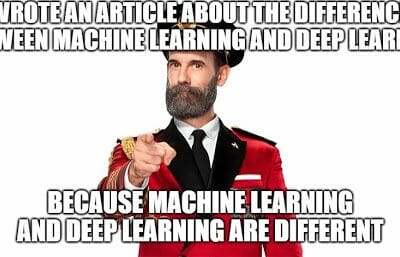 WROTE AN ARTICLE ABOUT THE DIFFERENC
WEEN MACHINE LEARNING AND DEEP LEAR
BECAUSE MACHINE LEARNING
AND DEEP LEARNING ARE DIFFERENT